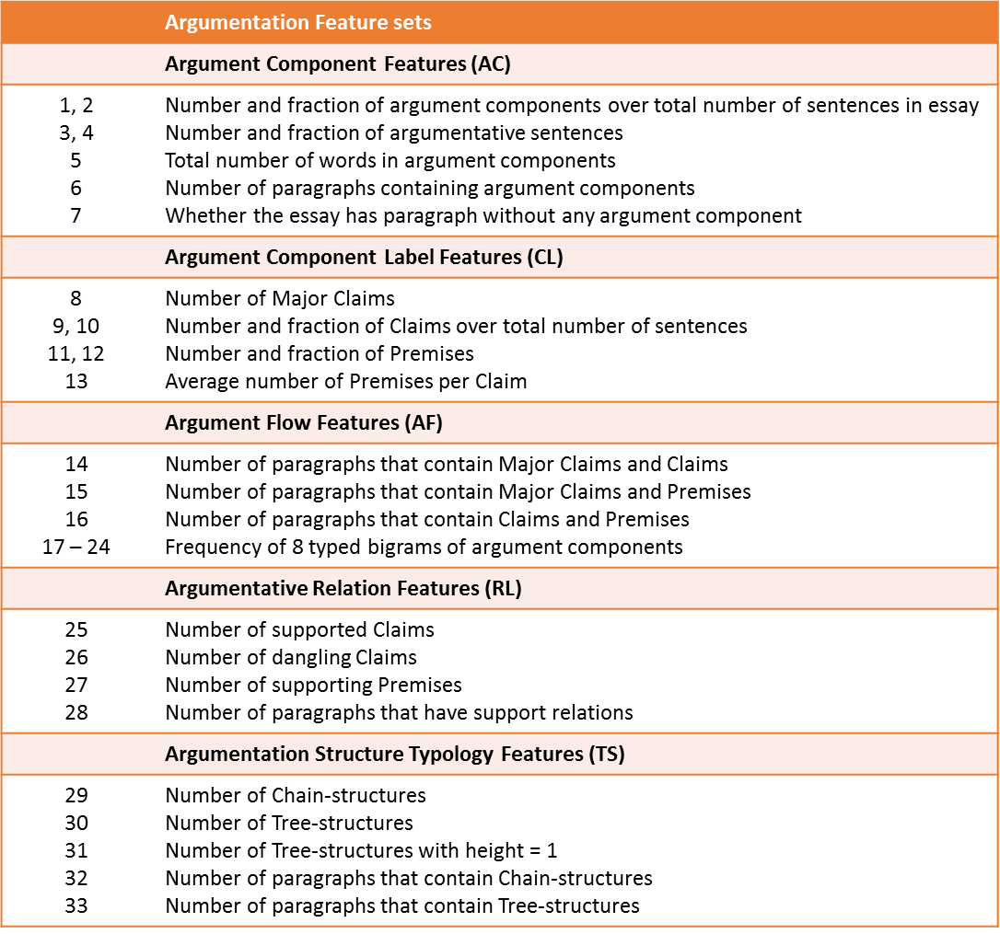 Argumentation Feature sets
Argument Component Features (AC)
1, 2 Number and fraction of argument components over total number of sentences in essay
3, 4 Number and fraction of argumentative sentences
5 Total number of words in argument components
6 Number of paragraphs containing argument components
7 Whether the essay has paragraph without any argument component
Argument Component Label Features (CL)
8 Number of Major Claims
9, 10 Number and fraction of Claims over total number of sentences
11, 12 Number and fraction of Premises
13 Average number of Premises per Claim
Argument Flow Features (AF)
14 Number of paragraphs that contain Major Claims and Claims
15 Number of paragraphs that contain Major Claims and Premises
16 Number of paragraphs that contain Claims and Premises
17 – 24 Frequency of 8 typed bigrams of argument components
Argumentative Relation Features (RL)
25 Number of supported Claims
26 Number of dangling Claims
27 Number of supporting Premises
28 Number of paragraphs that have support relations
Argumentation Structure Typology Features (TS)
29 Number of Chain-structures
30 Number of Tree-structures
31 Number of Tree-structures with height = 1
32 Number of paragraphs that contain Chain-structures
33 Number of paragraphs that contain Tree-structures